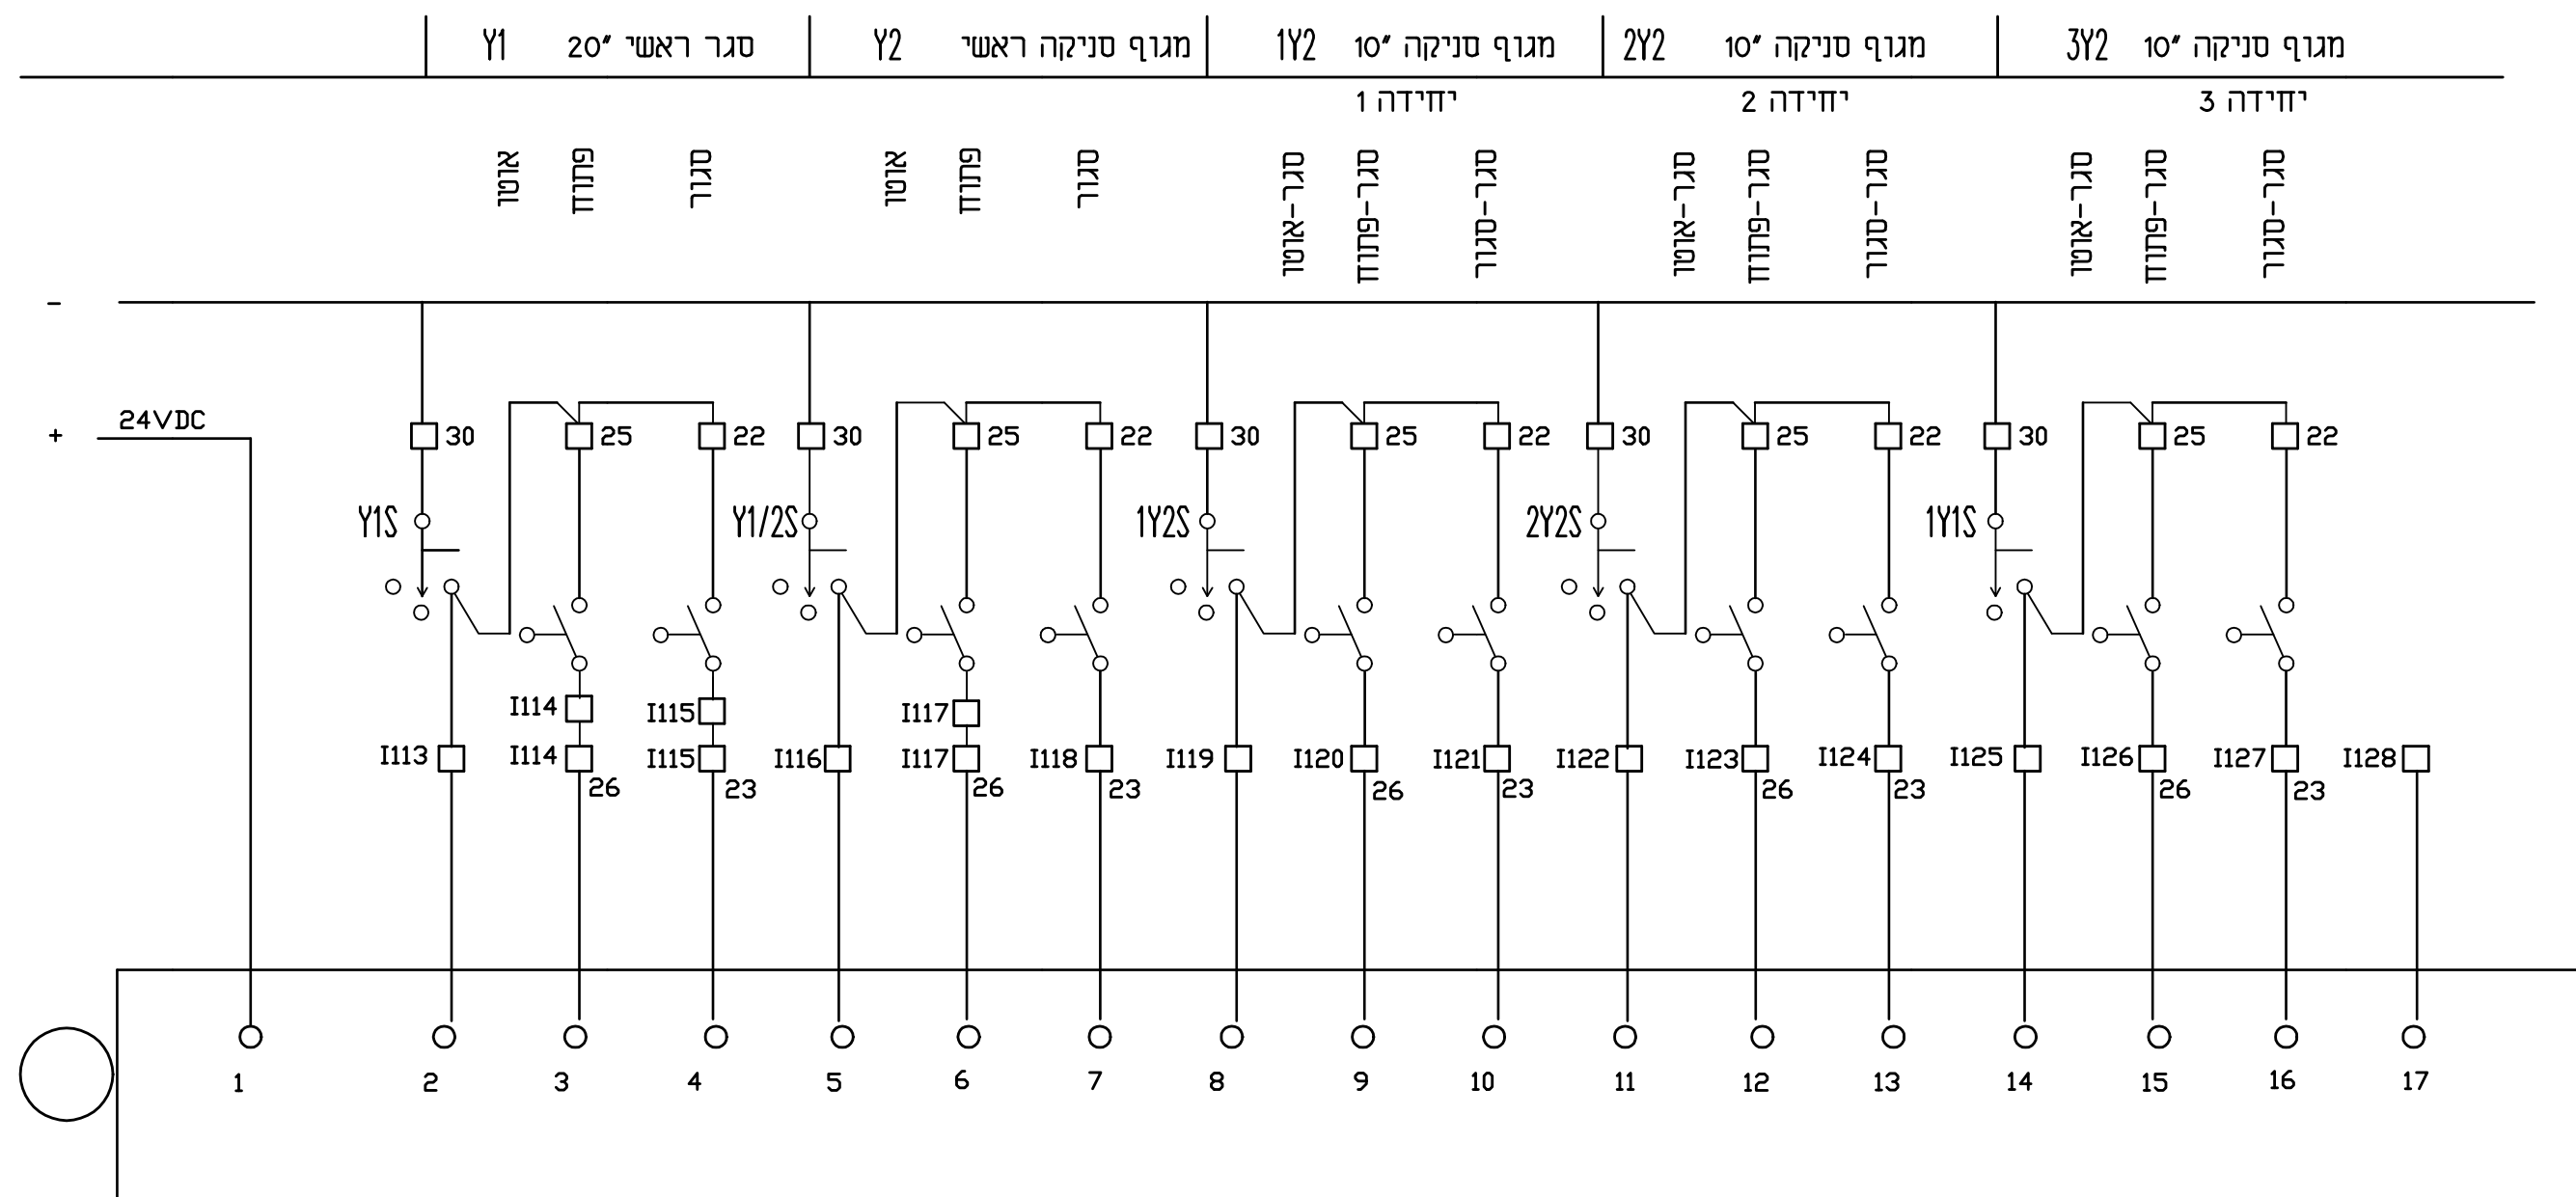 Y1 סגר ראשי 20"
Y2 מגוף סניקה ראשי
1Y2 מגוף סניקה 10"
2Y2 מגוף סניקה 10"
3Y2 מגוף סניקה 10"
יחידה 1
יחידה 2
יחידה 3
אוטו
פתוח
סגור
אוטו
פתוח
סגור
סגר-אוטו
סגר-פתוח
סגר-סגור
סגר-אוטו
סגר-פתוח
סגר-סגור
סגר-אוטו
סגר-פתוח
סגר-סגור
-
+ 24VDC
30 25 22 30 25 22 30 25 22 30 25 22 30 25 22
Y1S Y1/2S 1Y2S 2Y2S 1Y1S
I114 I115 I117
I113 I114 I115 I116 I117 I118 I119 I120 I121 I122 I123 I124 I125 I126 I127 I128
26 23 26 23 26 23 26 23 26 23
1 2 3 4 5 6 7 8 9 10 11 12 13 14 15 16 17